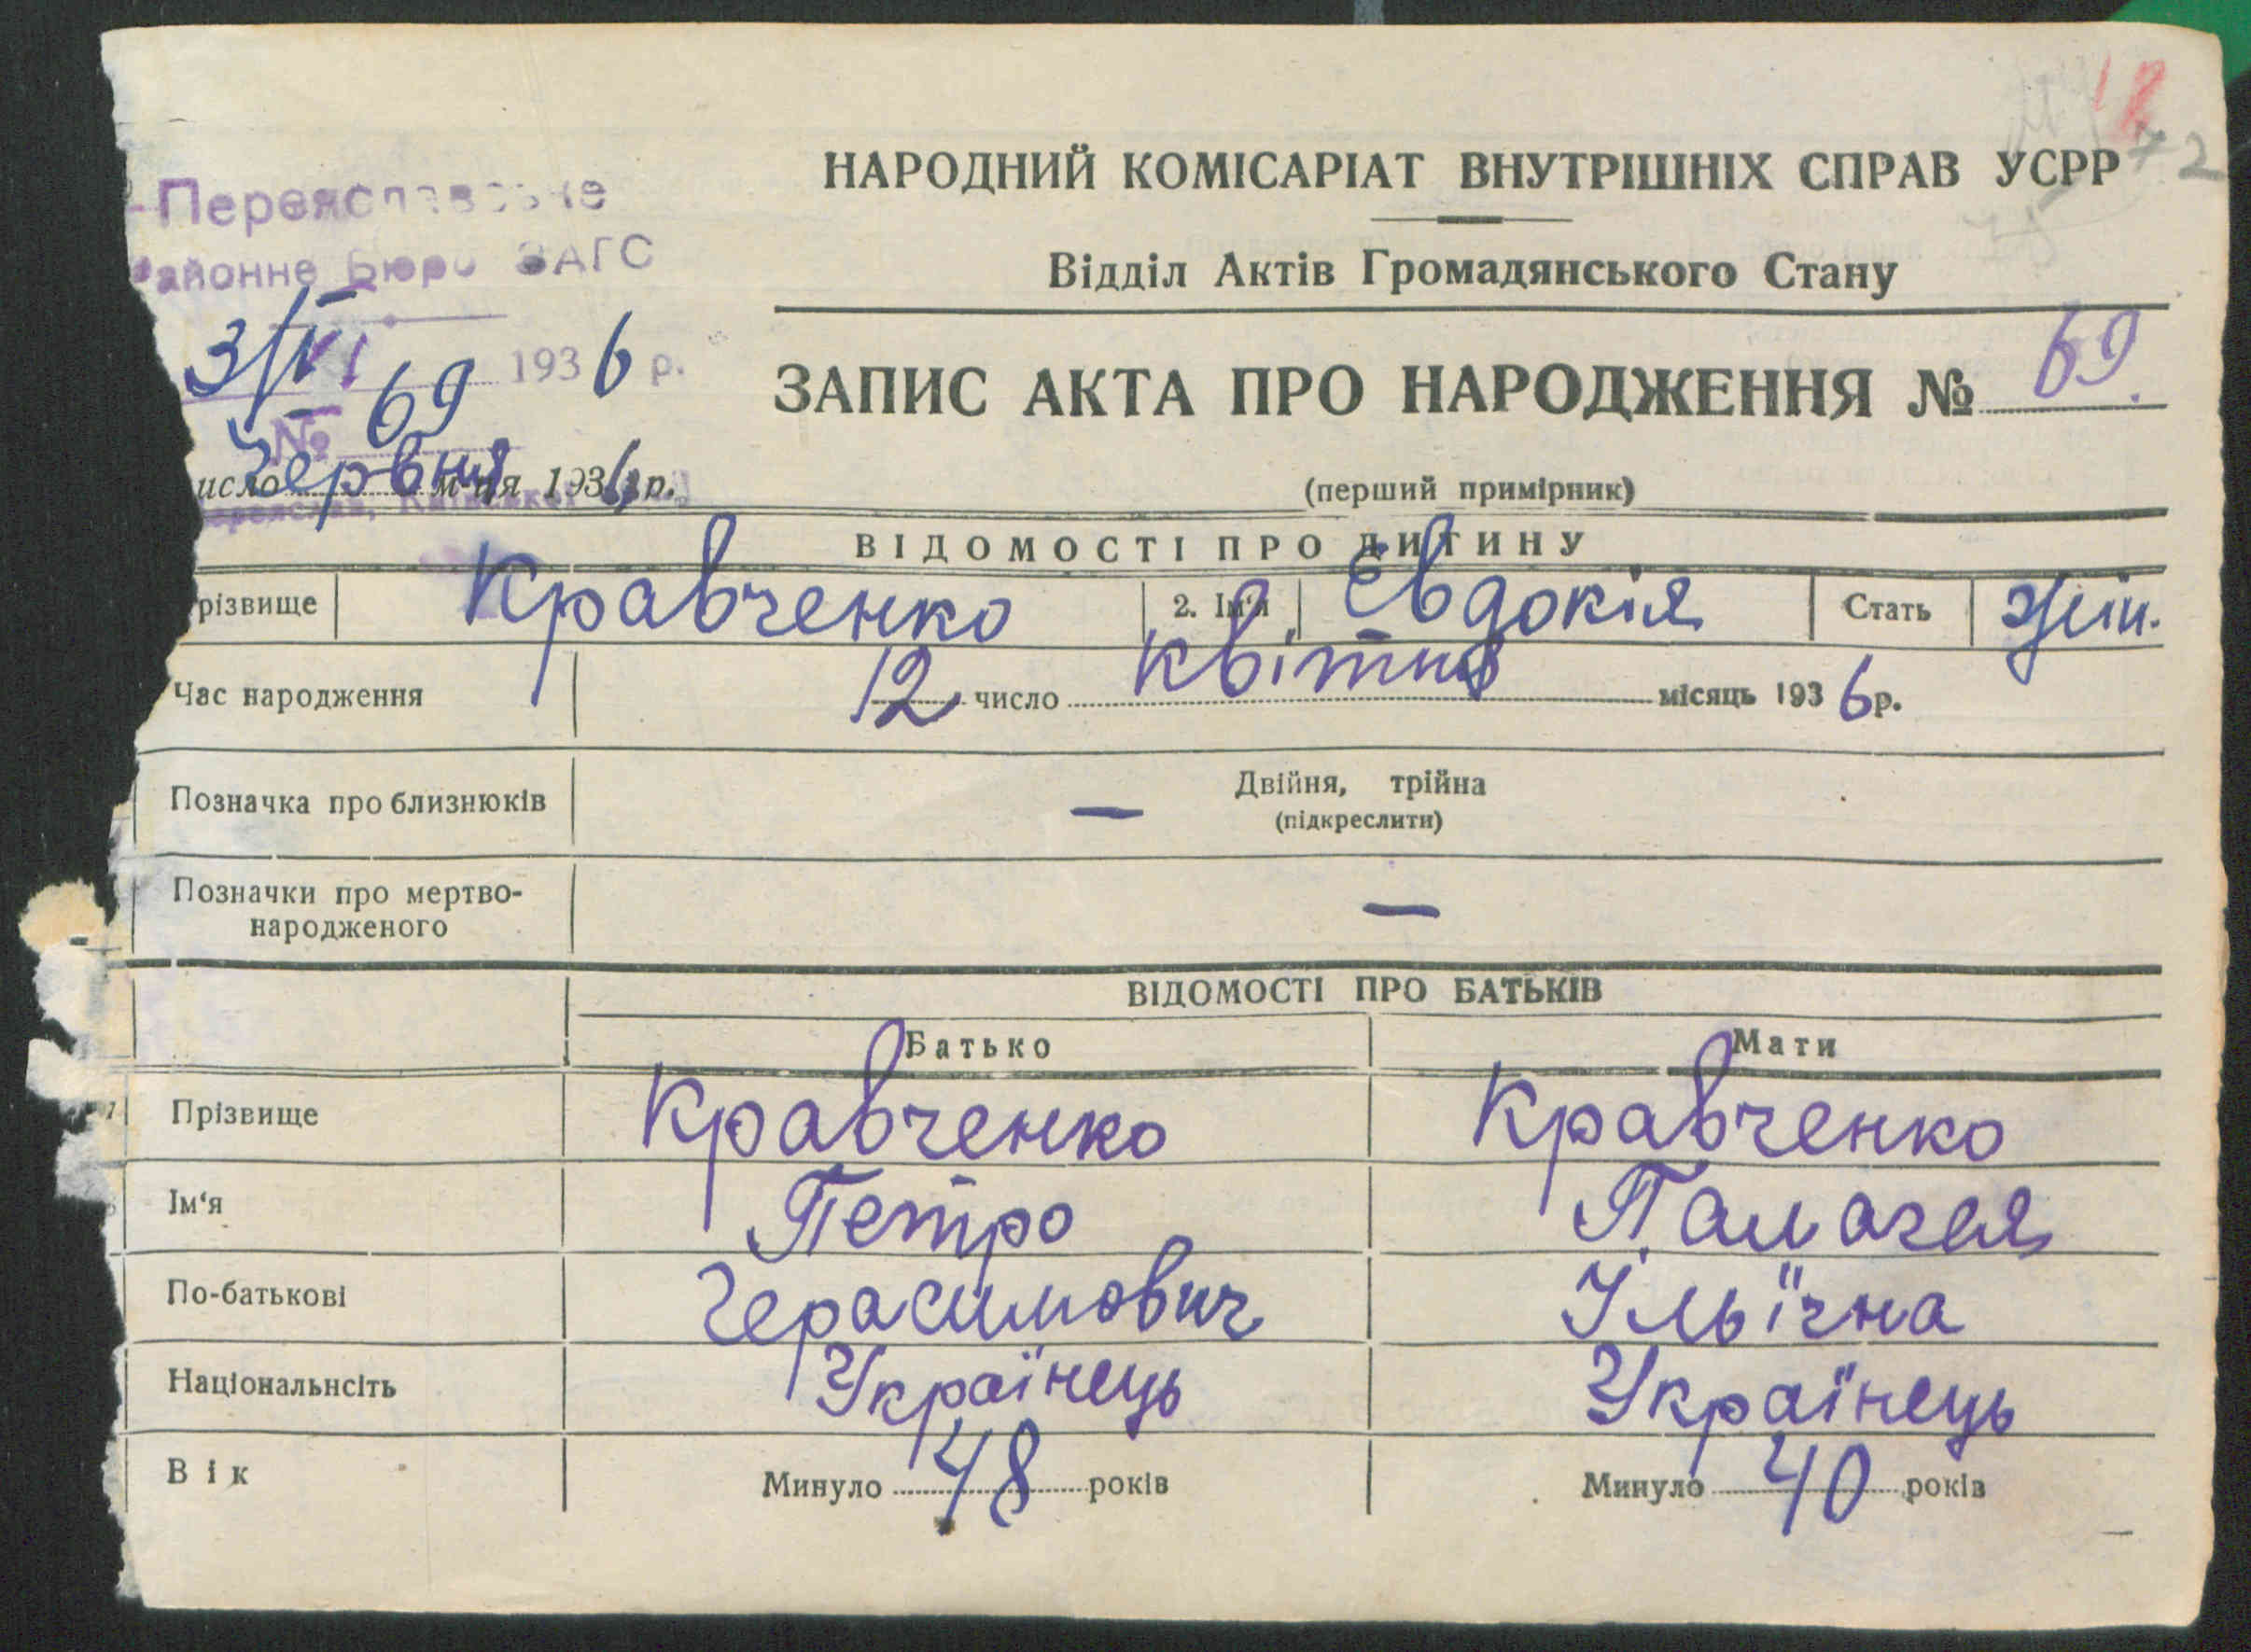 НАРОДНИЙ КОМІСАРІАТ ВНУТРІШНІХ СПРАВ УСРР
Відділ Актів Громадянського Стану
-Переяславське
районне Бюро ЗАГС
3/VI 1936 р.
№ 69
исло Червня м-ця 1936 р.
ЗАПИС АКТА ПРО НАРОДЖЕННЯ № 69.
(перший примірник)
ВІДОМОСТІ ПРО ДИТИНУ
різвище Кравченко 2. Ім'я Євдокія Стать жін.
Час народження 12 число квітня місяць 1936 р.
Позначка про близнюків — Двійня, трійна
(підкреслити)
Позначки про мертво-
народженого —
ВІДОМОСТІ ПРО БАТЬКІВ
Батько Мати
Прізвище Кравченко Кравченко
Ім'я Петро
По-батькові Герасимович Ільїчна
Національнсіть Українець Українець
Вік Минуло 48 років Минуло 40 років